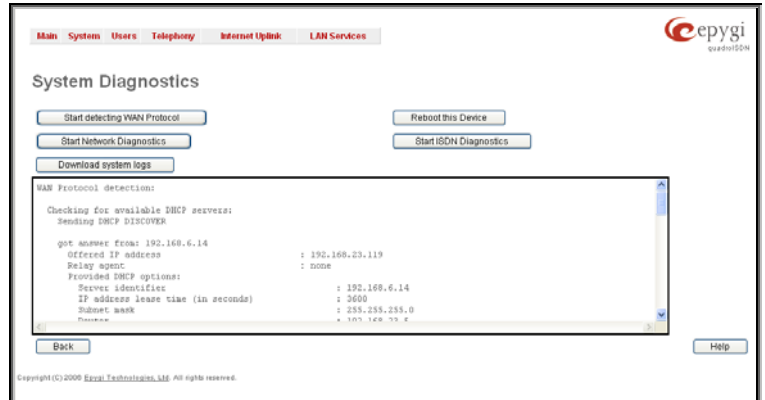 Main System Users Telephony Internet Uplink LAN Services
epygi
quadroISDN
System Diagnostics
Start detecting WAN Protocol
Reboot this Device
Start Network Diagnostics
Start ISDN Diagnostics
Download system logs
WAN Protocol detection:
Checking for available DHCP servers:
Sending DHCP DISCOVER
got answer from: 192.168.6.14
Offered IP address : 192.168.23.119
Relay agent : none
Provided DHCP options:
Server identifier : 192.168.6.14
IP address lease time (in seconds) : 3600
Subnet mask : 255.255.255.0
Back
Help
Copyright (C) 2006 Epygi Technologies, Ltd. All rights reserved.